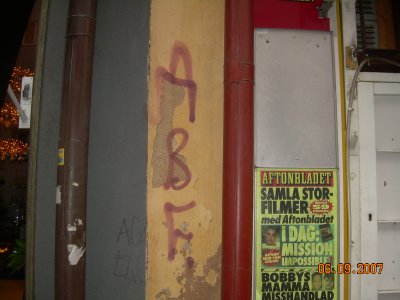 A
B
F.
AFTONBLADET
SAMLA STOR-
FILMER
med Aftonbladet
I DAG
MISSION
IMPOSSIBLE
BOBBYS
MAMMA
MISSHANDLAD
06.09.2007